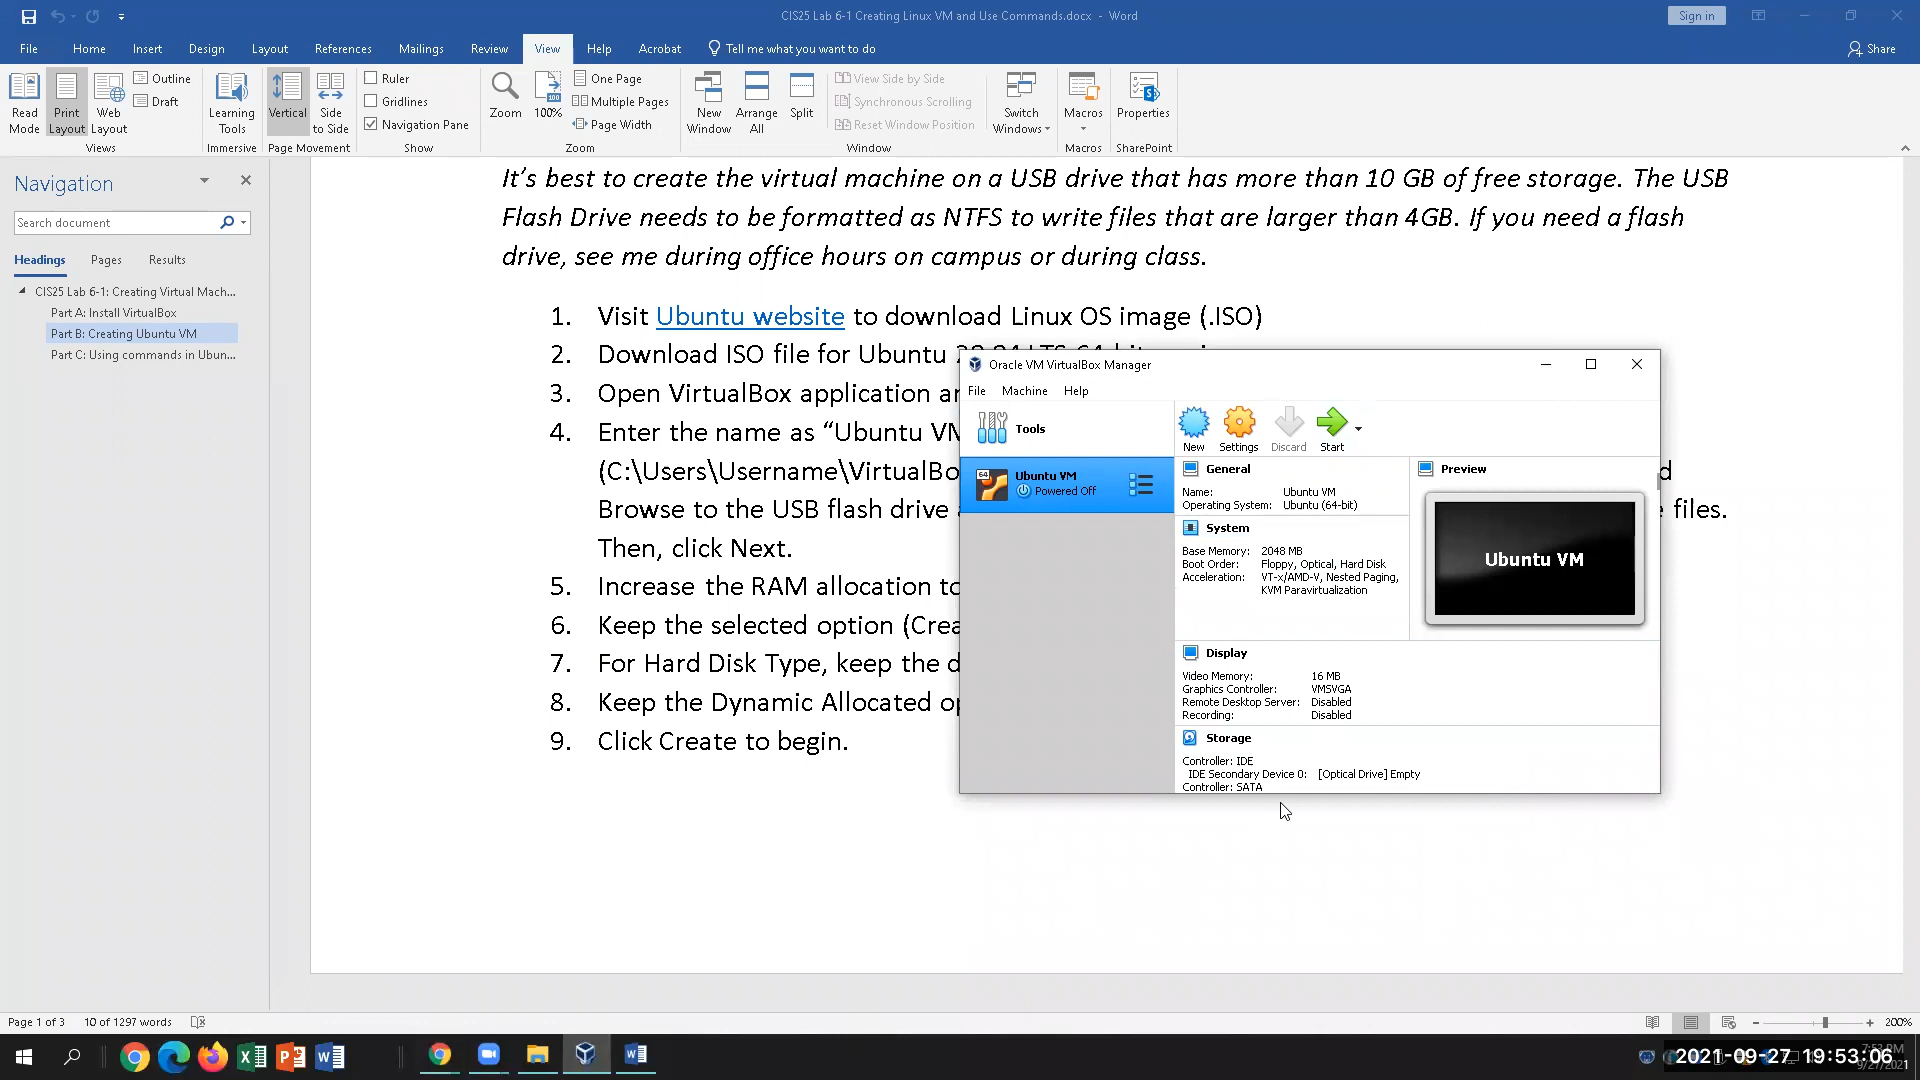 CIS25 Lab 6-1 Creating Linux VM and Use Commands.docx - Word
Sign in
File Home Insert Design Layout References Mailings Review View Help Acrobat Tell me what you want to do
Share
Read Mode
Print Layout
Web Layout
Outline
Draft
Views
Learning Tools
Immersive
Vertical
Side to Side
Page Movement
Ruler
Gridlines
Navigation Pane
Show
Zoom
100%
One Page
Multiple Pages
Page Width
Zoom
New Window
Arrange All
Split
View Side by Side
Synchronous Scrolling
Reset Window Position
Window
Switch Windows
Macros
Macros
Properties
SharePoint
Navigation
Search document
Headings Pages Results
CIS25 Lab 6-1: Creating Virtual Mach...
Part A: Install VirtualBox
Part B: Creating Ubuntu VM
Part C: Using commands in Ubun...
It's best to create the virtual machine on a USB drive that has more than 10 GB of free storage. The USB
Flash Drive needs to be formatted as NTFS to write files that are larger than 4GB. If you need a flash
drive, see me during office hours on campus or during class.
1. Visit Ubuntu website to download Linux OS image (.ISO)
2. Download ISO file for Ubuntu
3. Open VirtualBox application
4. Enter the name as “Ubuntu VM
(C:\Users\Username\VirtualBo
Browse to the USB flash drive
files.
Then, click Next.
5. Increase the RAM allocation to
6. Keep the selected option (Crea
7. For Hard Disk Type, keep the d
8. Keep the Dynamic Allocated op
9. Click Create to begin.
Oracle VM VirtualBox Manager
File Machine Help
Tools
New Settings Discard Start
64 Ubuntu VM
Powered Off
General
Name: Ubuntu VM
Operating System: Ubuntu (64-bit)
System
Base Memory: 2048 MB
Boot Order: Floppy, Optical, Hard Disk
Acceleration: VT-x/AMD-V, Nested Paging,
KVM Paravirtualization
Preview
Ubuntu VM
Display
Video Memory: 16 MB
Graphics Controller: VMSVGA
Remote Desktop Server: Disabled
Recording: Disabled
Storage
Controller: IDE
IDE Secondary Device 0: [Optical Drive] Empty
Controller: SATA
Page 1 of 3 10 of 1297 words
200%
2021-09-27 19:53:06